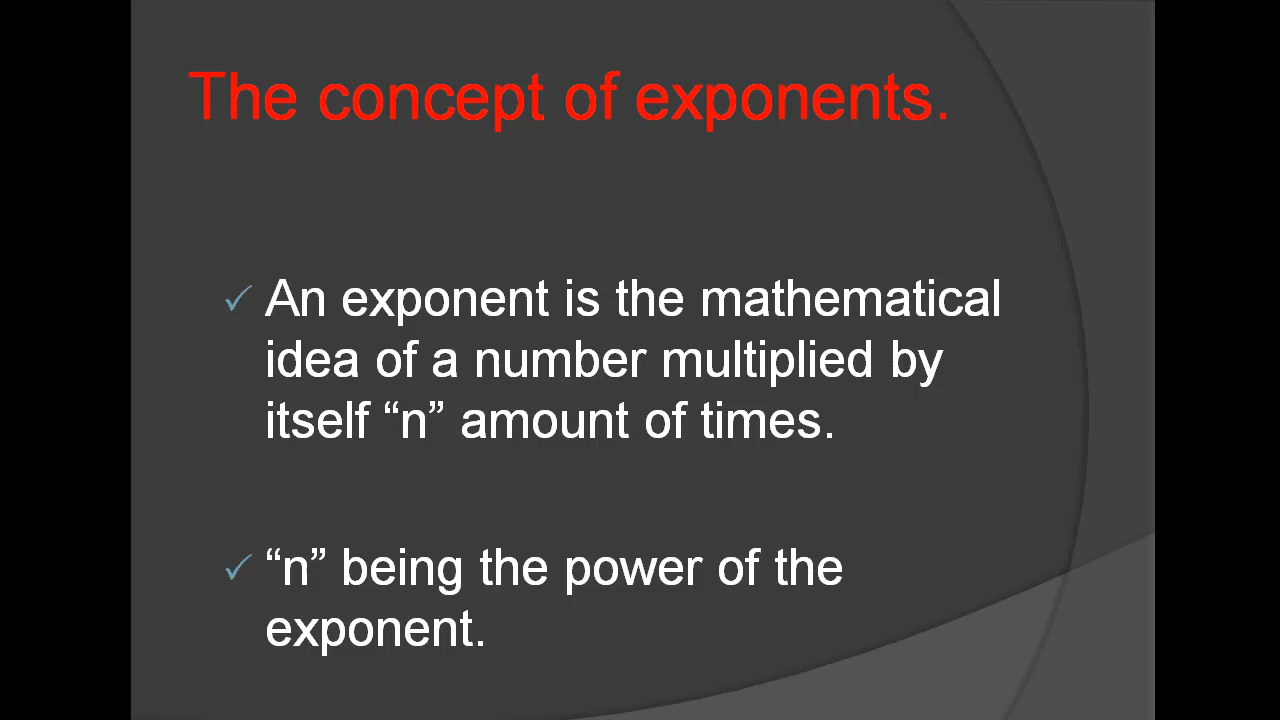 The concept of exponents.
✓ An exponent is the mathematical
idea of a number multiplied by
itself “n” amount of times.
✓ “n” being the power of the
exponent.